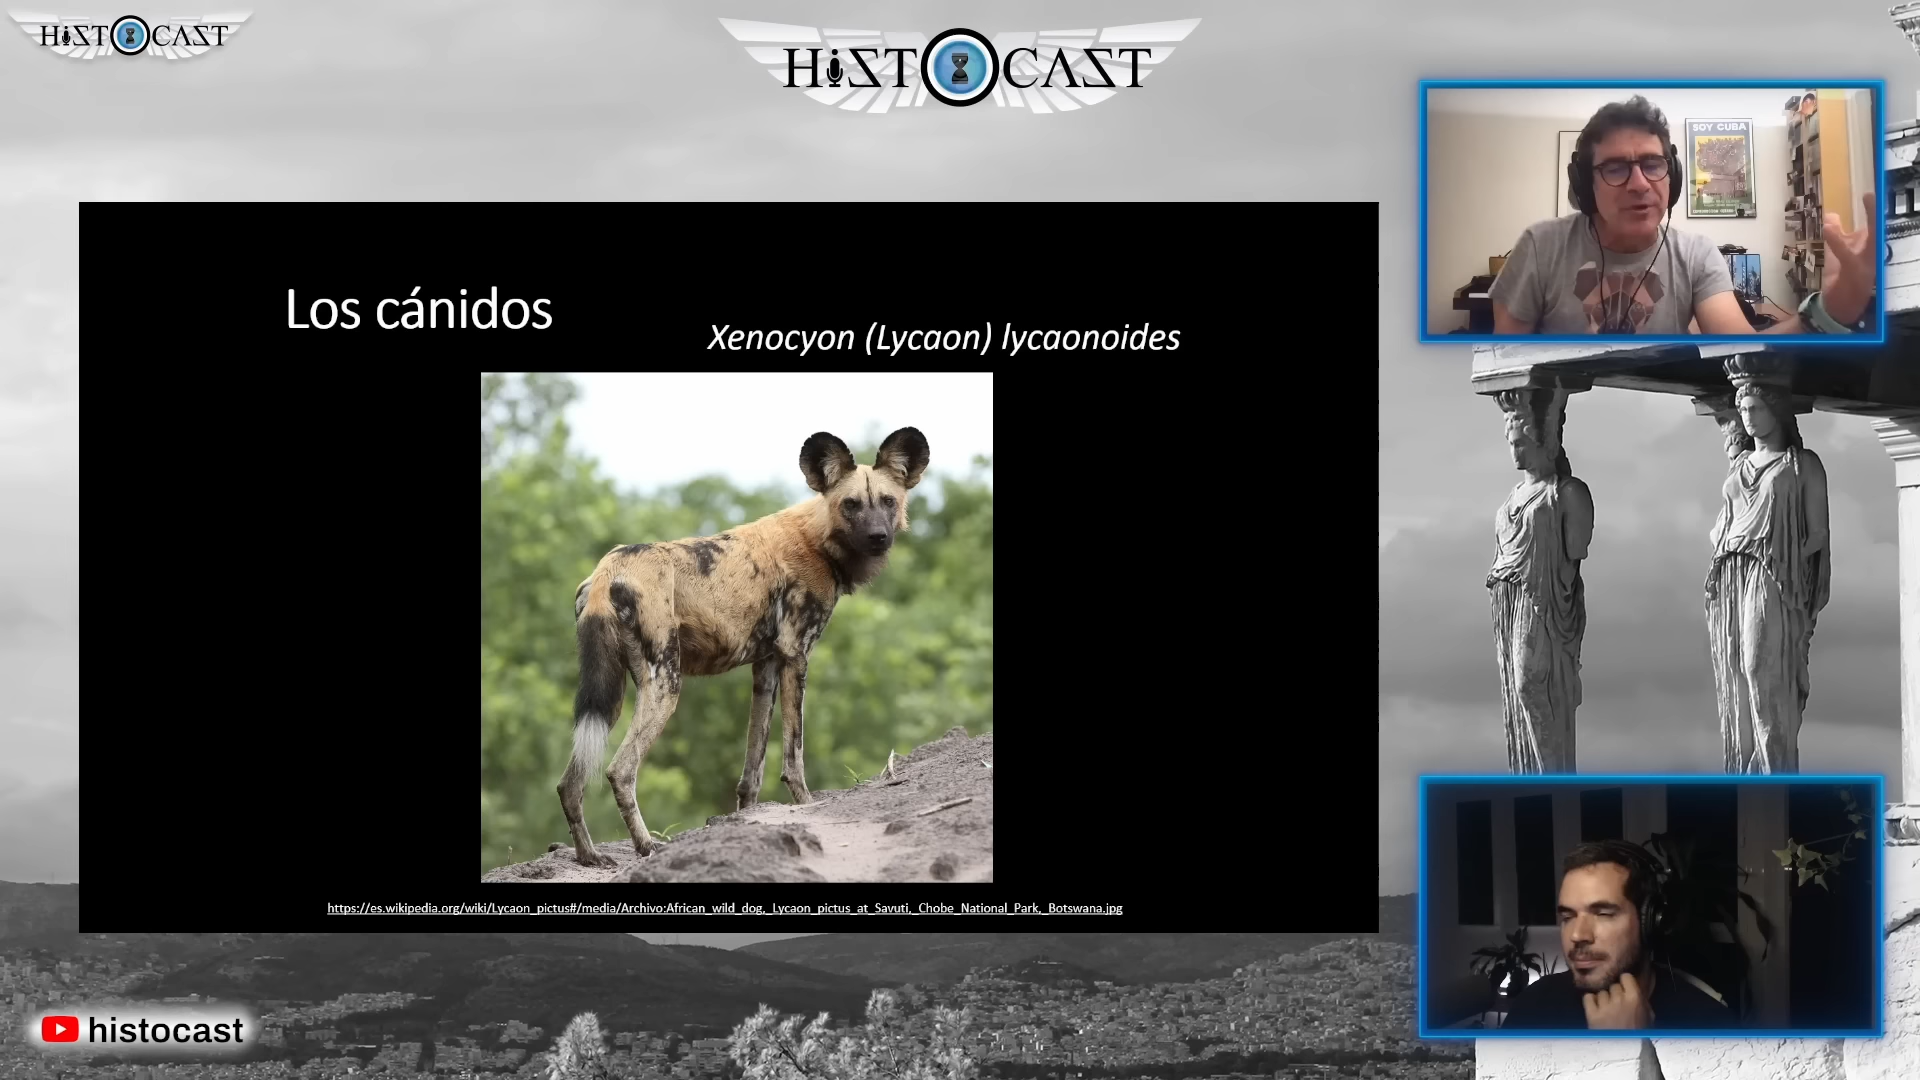 HiSTOCAST
HiSTOCAST
SOY CUBA
Los cánidos
Xenocyon (Lycaon) lycaonoides
https://es.wikipedia.org/wiki/Lycaon_pictus#/media/Archivo:African_wild_dog,_Lycaon_pictus_at_Savuti,_Chobe_National_Park,_Botswana.jpg
histocast